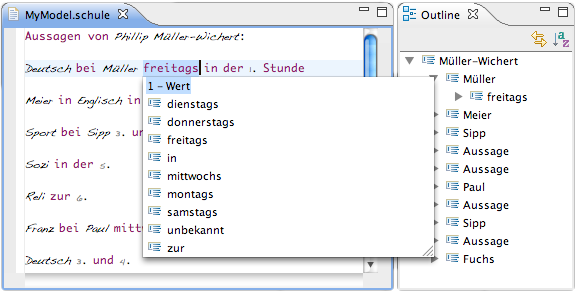 MyModel.schule
Aussagen von Phillip Müller-Wichert:
Deutsch bei Müller freitags in der 1. Stunde
Meier in Englisch in
Sport bei Sipp 3. und
Sozi in der 5.
Reli zur 6.
Franz bei Paul mittw
Deutsch 3. und 4.
1 - Wert
dienstags
donnerstags
freitags
in
mittwochs
montags
samstags
unbekannt
zur
Outline
Müller-Wichert
Müller
freitags
Meier
Sipp
Aussage
Aussage
Paul
Aussage
Sipp
Aussage
Fuchs